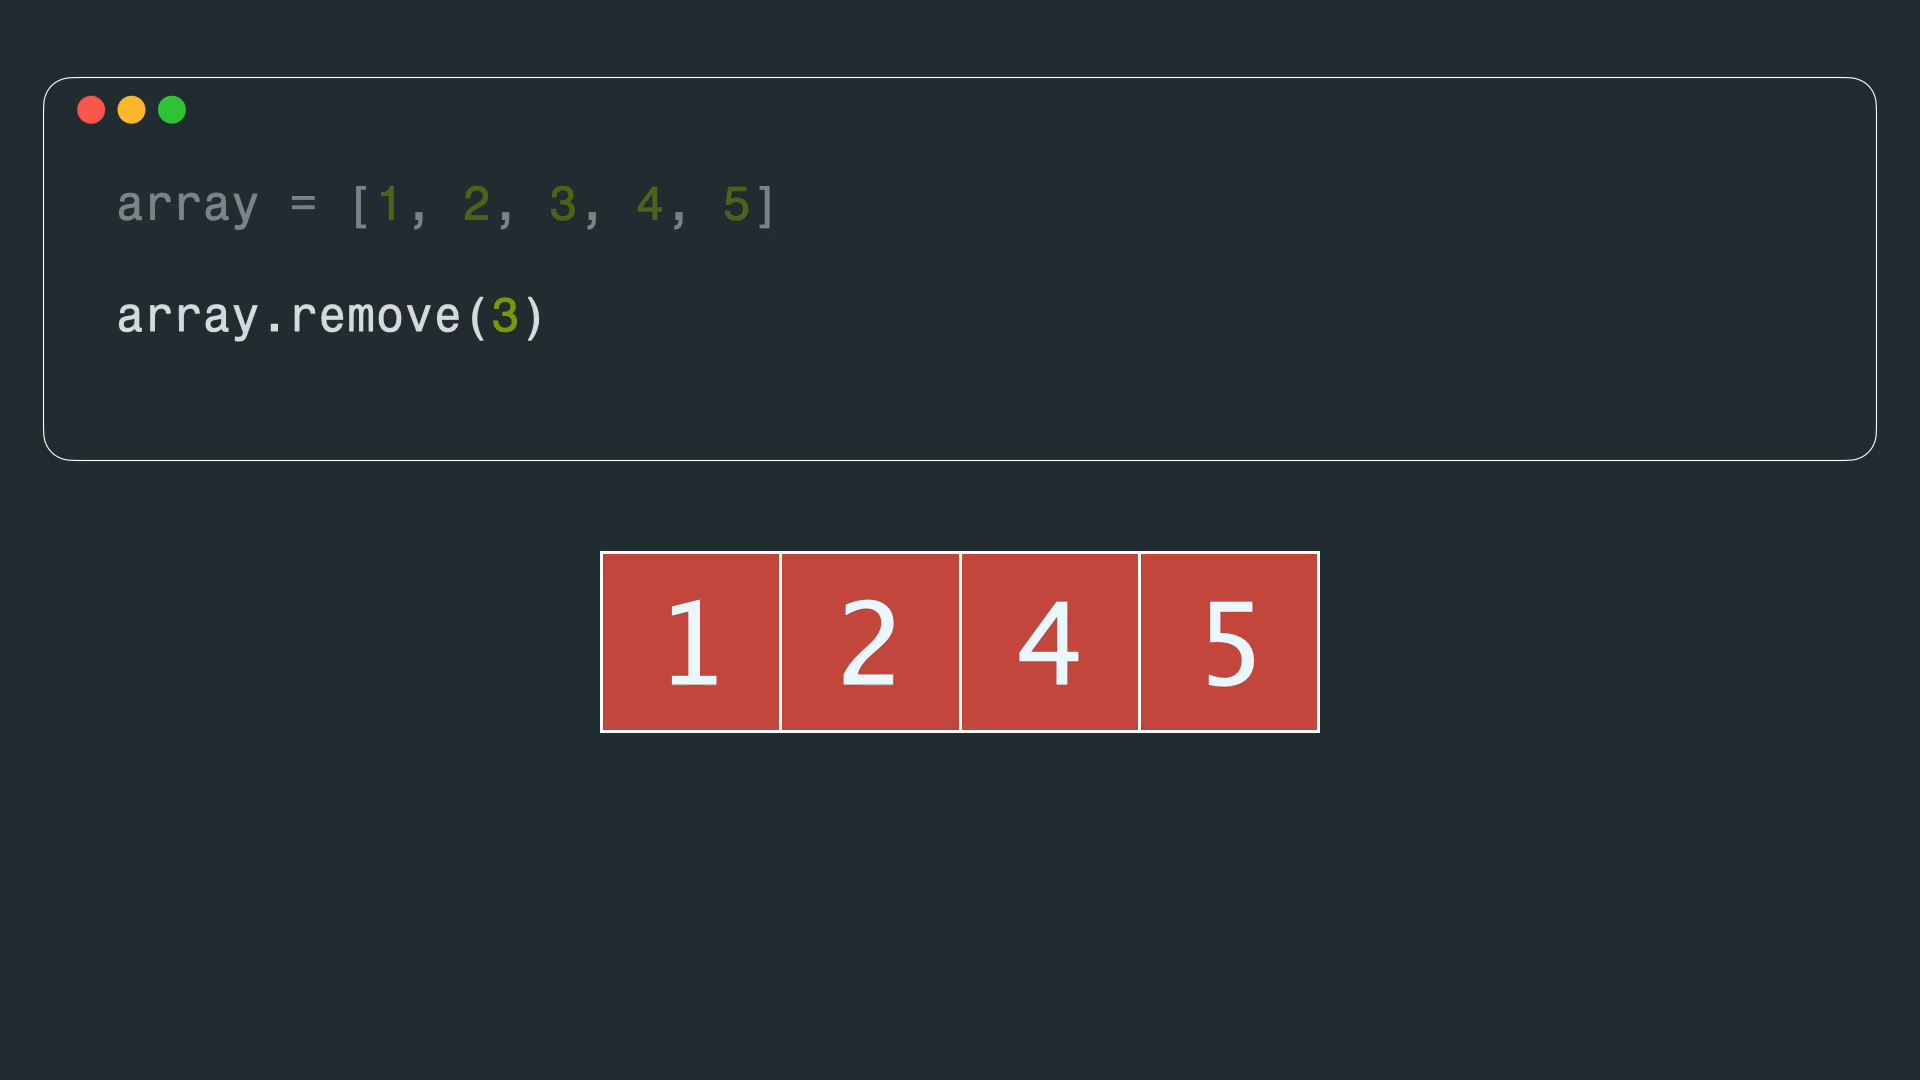 array = [1, 2, 3, 4, 5]
array.remove(3)
1 2 4 5